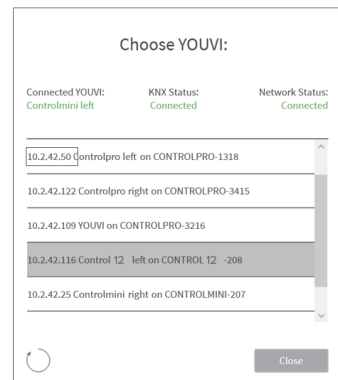 Choose YOUVI:
Connected YOUVI: KNX Status: Network Status:
Controlmini left Connected Connected
10.2.42.50 Controlpro left on CONTROLPRO-1318
10.2.42.122 Controlpro right on CONTROLPRO-3415
10.2.42.109 YOUVI on CONTROLPRO-3216
10.2.42.116 Control 12 left on CONTROL 12 -208
10.2.42.25 Controlmini right on CONTROLMINI-207
Close